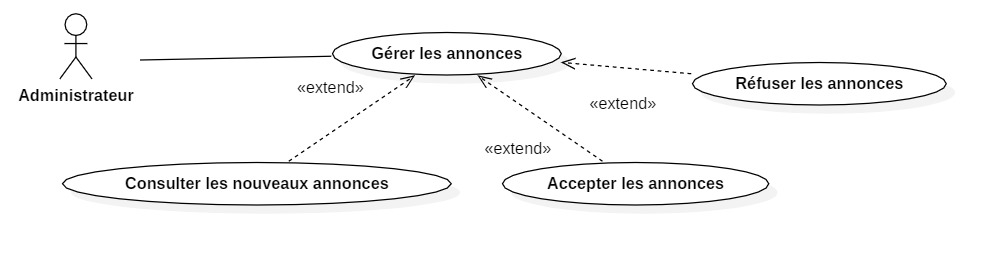 Gérer les annonces
Réfuser les annonces
Administrateur
«extend»
«extend»
«extend»
Consulter les nouveaux annonces
Accepter les annonces